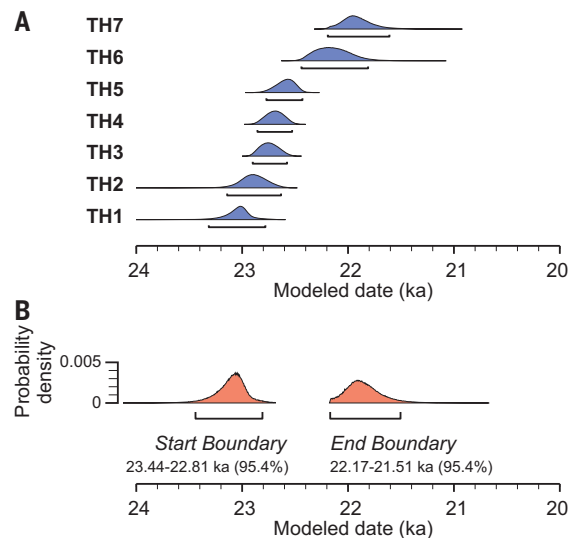 A
TH7
TH6
TH5
TH4
TH3
TH2
TH1
24 23 22 21 20
Modeled date (ka)
B
Probability
density
0.005
0
Start Boundary
23.44-22.81 ka (95.4%)
End Boundary
22.17-21.51 ka (95.4%)
24 23 22 21 20
Modeled date (ka)